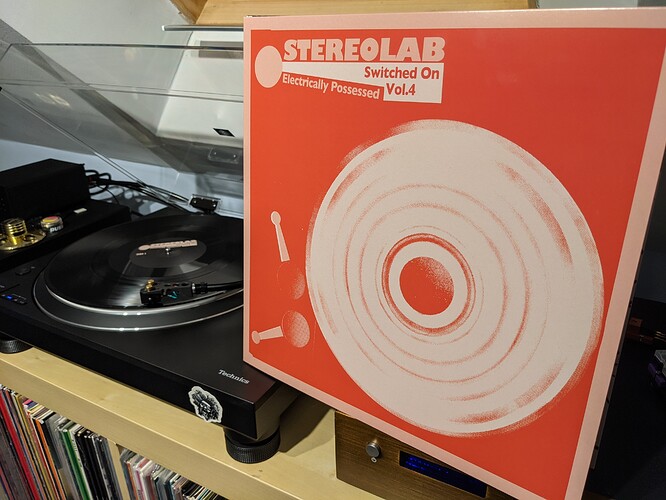 STEREOLAB
Switched On
Electrically Possessed
Vol.4
Technics